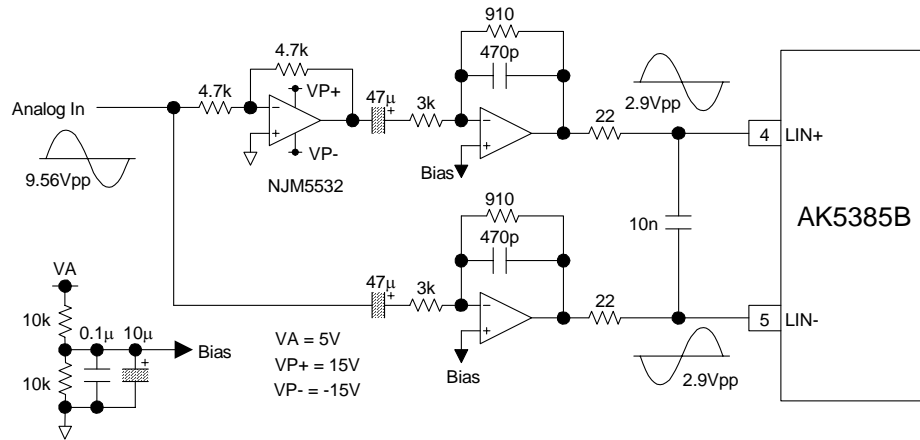 910
4.7k
470p
4.7k
VP+
47µ
+
3k
2.9Vpp
Analog In
−
+
−
+
22
4
LIN+
VP-
Bias
9.56Vpp
NJM5532
910
10n
AK5385B
470p
VA
47µ
+
3k
−
+
22
5
LIN-
10k
0.1µ
10µ
+
Bias
VA = 5V
Bias
2.9Vpp
10k
VP+ = 15V
VP- = -15V